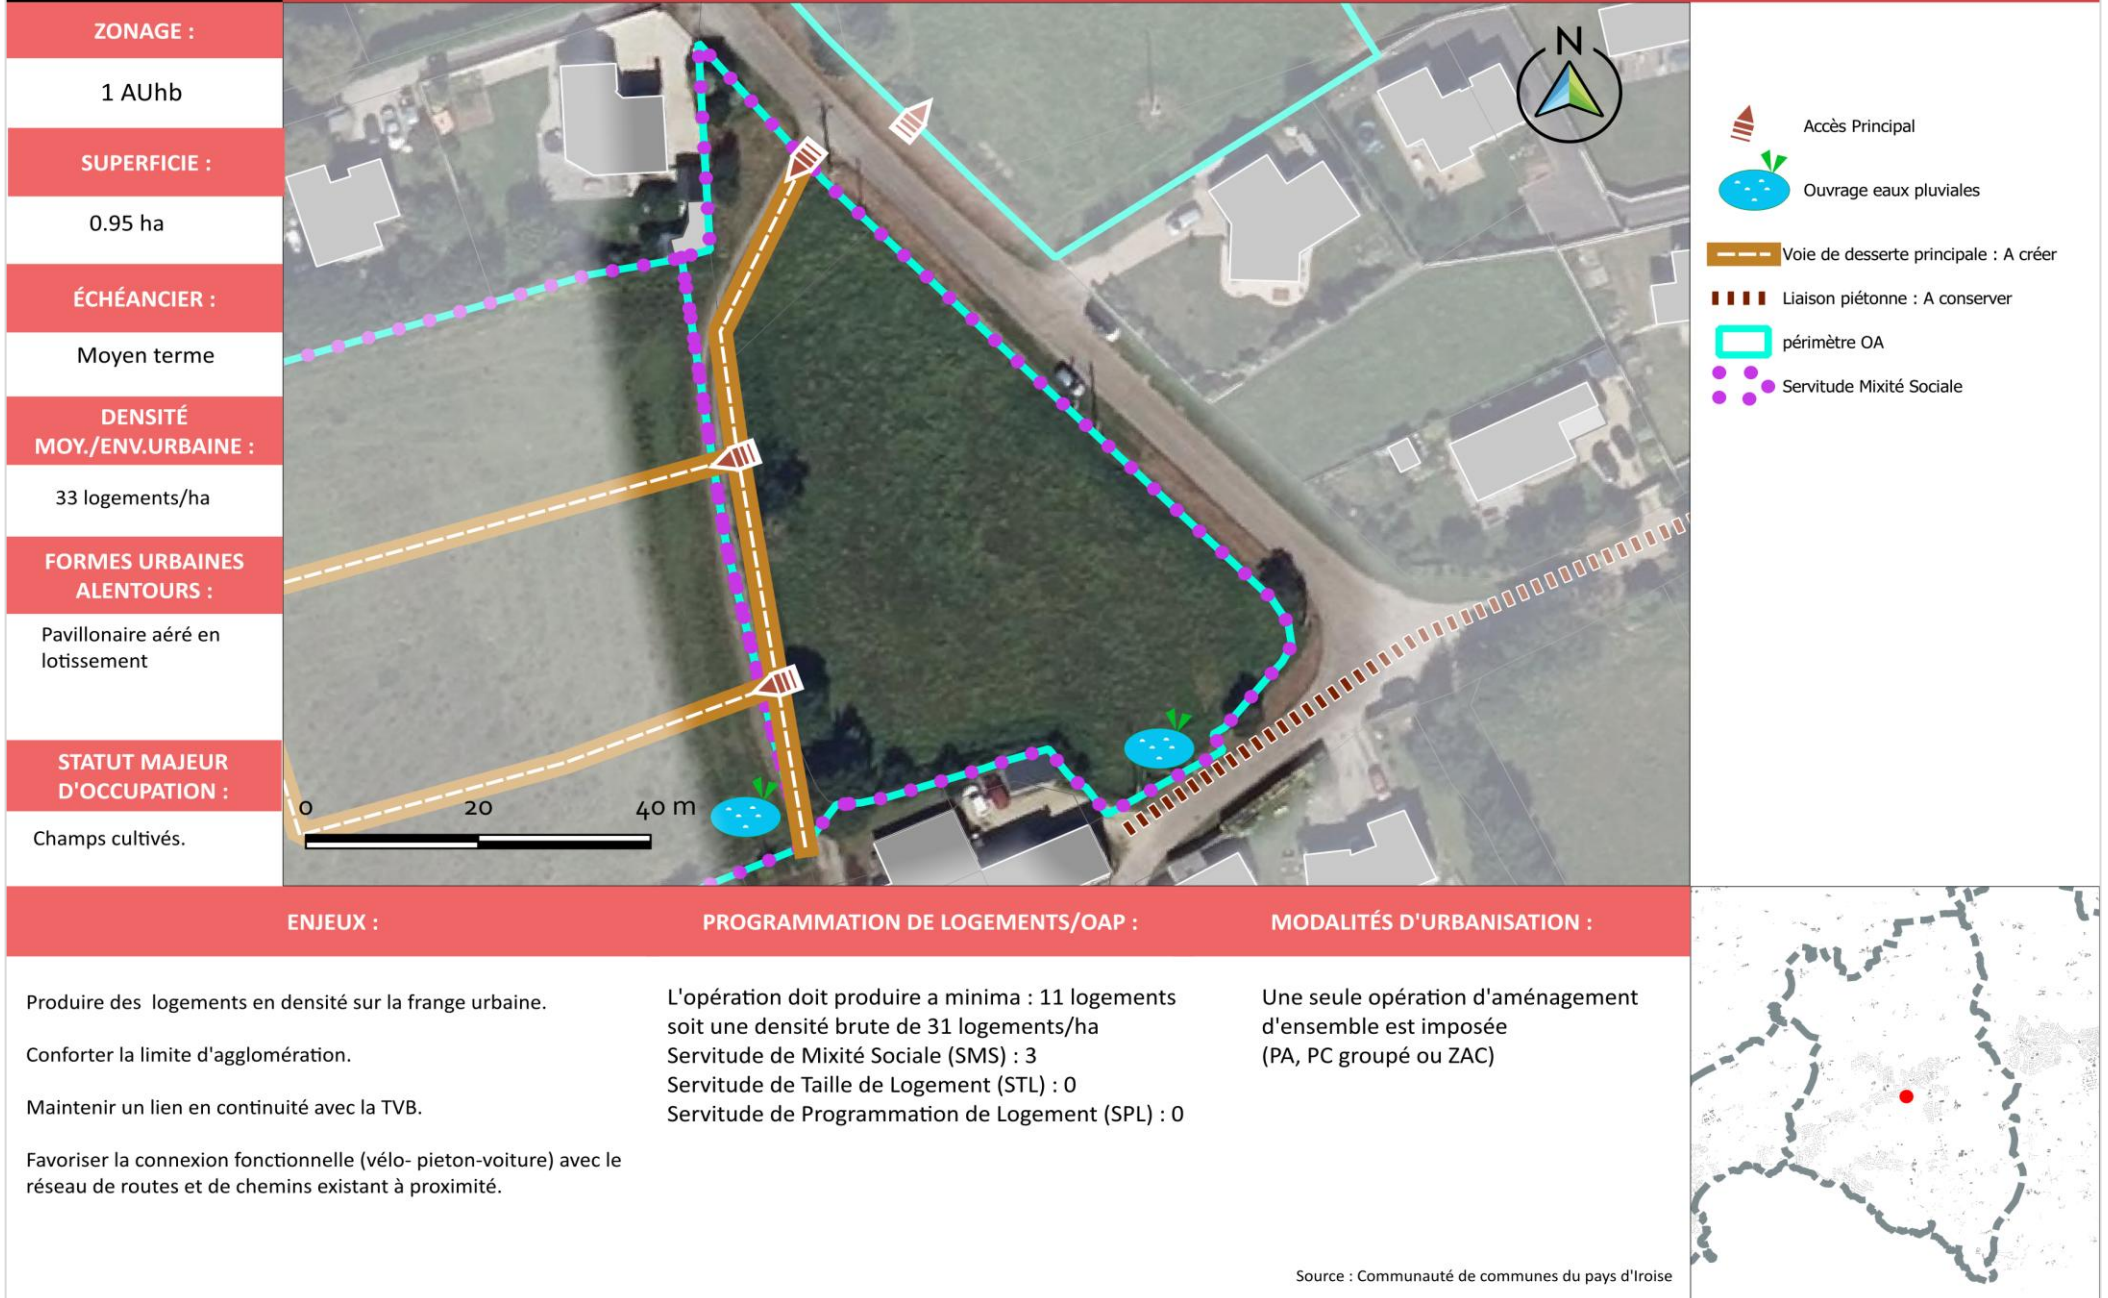 ZONAGE :
1 AUhb
SUPERFICIE :
0.95 ha
ÉCHÉANCIER :
Moyen terme
DENSITÉ
MOY./ENV.URBAINE :
33 logements/ha
FORMES URBAINES
ALENTOURS :
Pavillonaire aéré en
lotissement
STATUT MAJEUR
D'OCCUPATION :
Champs cultivés.
N
0 20 40 m
Accès Principal
Ouvrage eaux pluviales
Voie de desserte principale : A créer
Liaison piétonne : A conserver
périmètre OA
Servitude Mixité Sociale
ENJEUX :
Produire des  logements en densité sur la frange urbaine.
Conforter la limite d'agglomération.
Maintenir un lien en continuité avec la TVB.
Favoriser la connexion fonctionnelle (vélo- pieton-voiture) avec le
réseau de routes et de chemins existant à proximité.
PROGRAMMATION DE LOGEMENTS/OAP :
L'opération doit produire a minima : 11 logements
soit une densité brute de 31 logements/ha
Servitude de Mixité Sociale (SMS) : 3
Servitude de Taille de Logement (STL) : 0
Servitude de Programmation de Logement (SPL) : 0
MODALITÉS D'URBANISATION :
Une seule opération d'aménagement
d'ensemble est imposée
(PA, PC groupé ou ZAC)
Source : Communauté de communes du pays d'Iroise